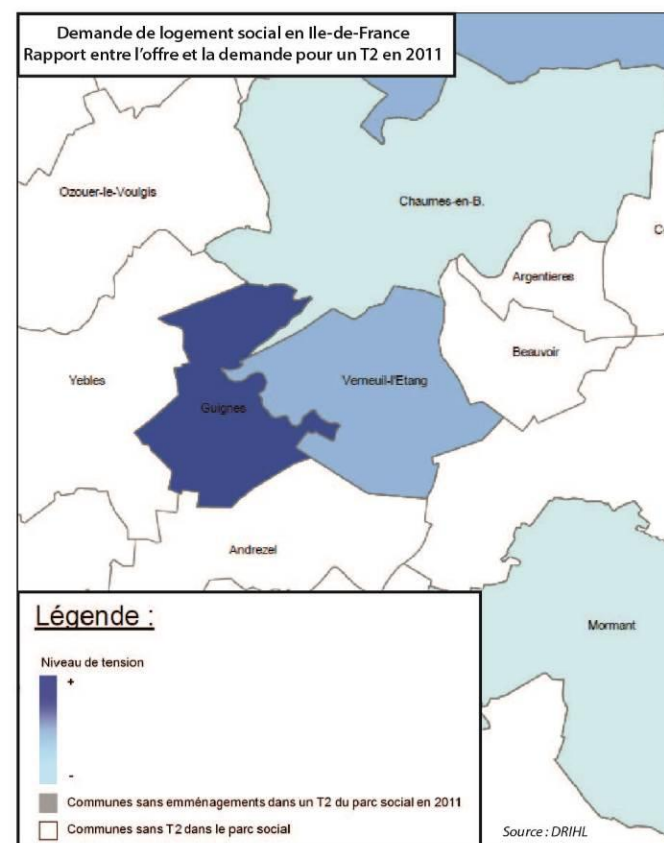 Demande de logement social en Ile-de-France
Rapport entre l'offre et la demande pour un T2 en 2011
Ozouer-le-Voulgis
Chaumes-en-B.
Argentieres
Beauvoir
Yebles
Verneuil-l'Etang
Guignes
Andrezel
Mormant
Légende :
Niveau de tension
+
-
Communes sans emménagements dans un T2 du parc social en 2011
Communes sans T2 dans le parc social
Source : DRIHL